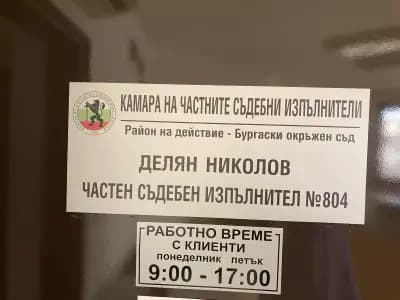 КАМАРА НА ЧАСТНИТЕ СЪДЕБНИ ИЗПЪЛНИТЕЛИ
Район на действие - Бургаски окръжен съд
ДЕЛЯН НИКОЛОВ
ЧАСТЕН СЪДЕБЕН ИЗПЪЛНИТЕЛ №804
РАБОТНО ВРЕМЕ
С КЛИЕНТИ
понеделник петък
9:00 - 17:00